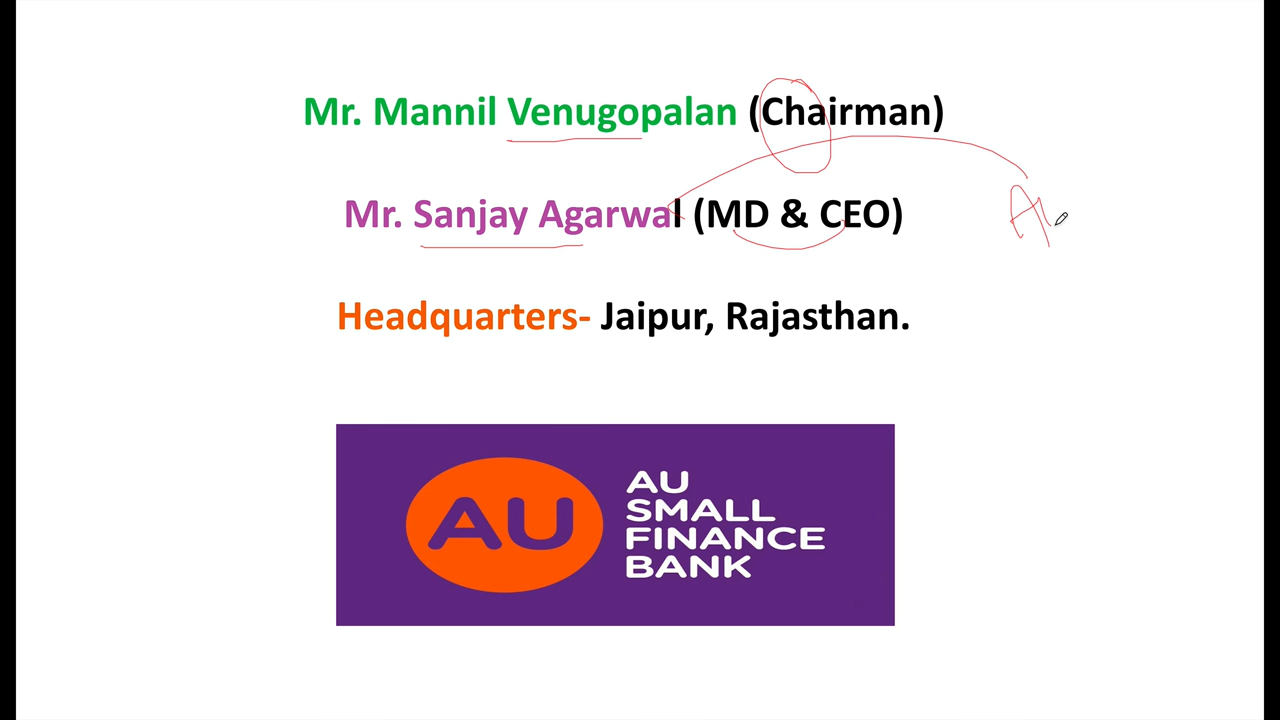 Mr. Mannil Venugopalan (Chairman)
Mr. Sanjay Agarwal (MD & CEO)
Headquarters- Jaipur, Rajasthan.
AU
AU
SMALL
FINANCE
BANK